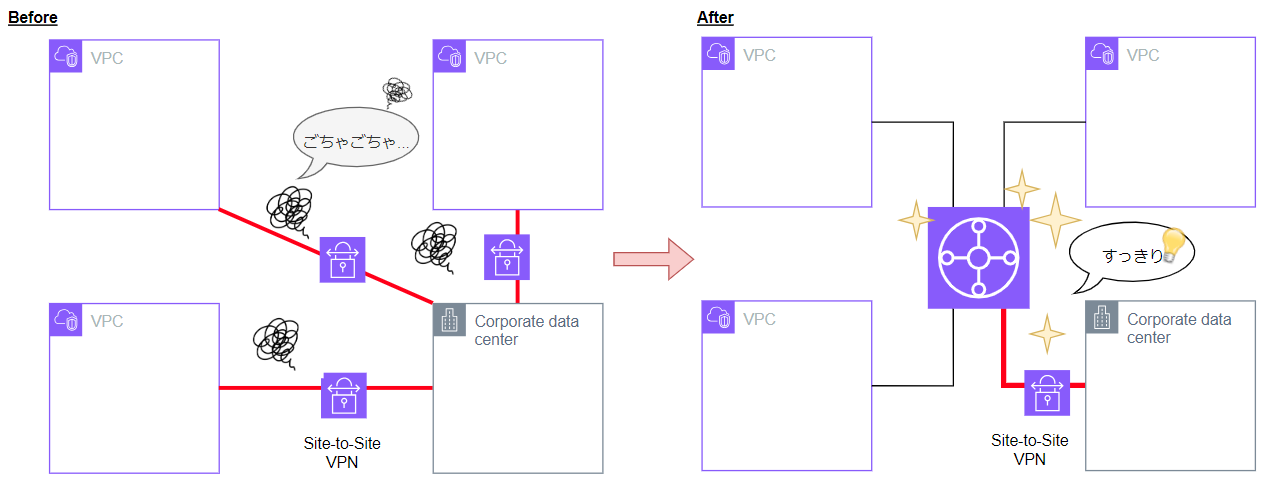 Before
VPC
VPC
ごちゃごちゃ...
VPC
Corporate data
center
Site-to-Site
VPN
After
VPC
VPC
すっきり
VPC
Corporate data
center
Site-to-Site
VPN